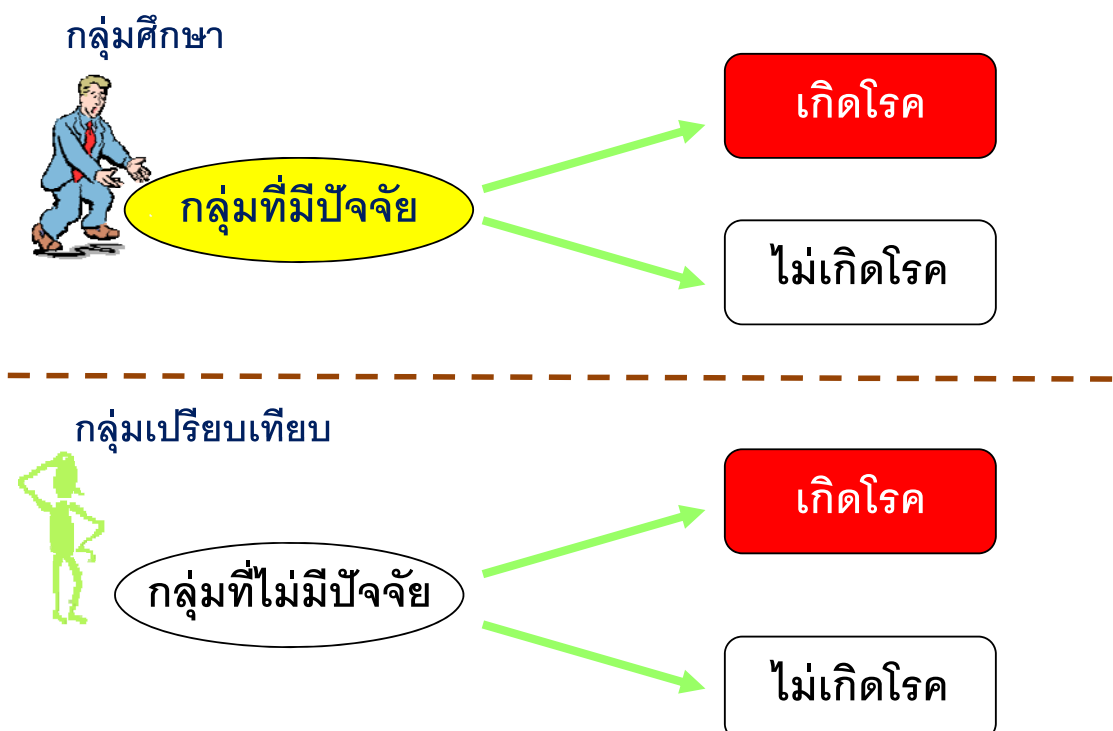 กลุ่มศึกษา
เกิดโรค
กลุ่มที่มีปัจจัย
ไม่เกิดโรค
กลุ่มเปรียบเทียบ
เกิดโรค
กลุ่มที่ไม่มีปัจจัย
ไม่เกิดโรค